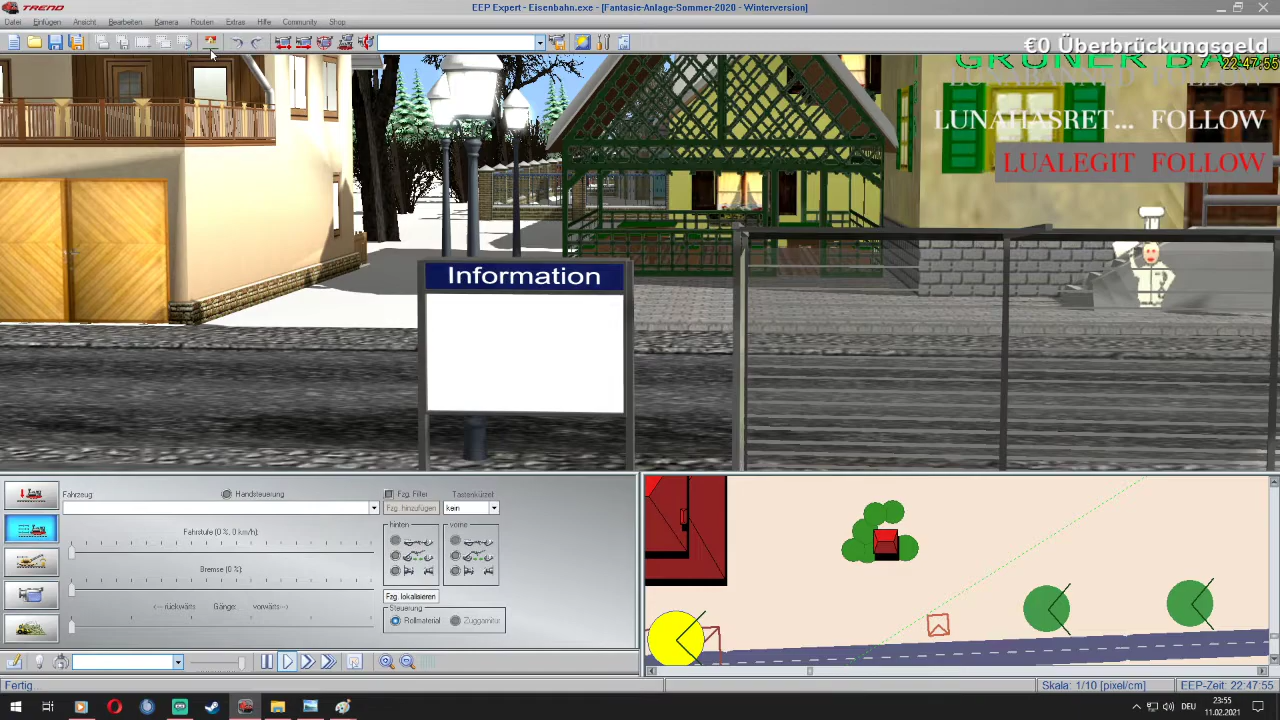 TREND
EEP Expert - Eisenbahn.exe - [Fantasie-Anlage-Sommer-2020 - Winterversion]
Datei Einfügen Ansicht Bearbeiten Kamera Routen Extras Hilfe Community Shop
€0 Überbrückungsgeld
GRÜNER BA
22:47:55
LUNAHASRET... FOLLOW
LUALEGIT FOLLOW
Information
Fahrzeug
Handsteuerung
Fzg. Filter
Tastenkürzel
Fzg. hinzufügen
kein
Fahrstufe (0 %, 0 km/h):
hinten
vorne
Bremse (0 %):
<-- rückwärts Gänge: vorwärts-->
Fzg. lokalisieren
Steuerung
Rollmaterial
Zuggarnitur
Fertig
Skala: 1/10 [pixel/cm]
EEP-Zeit: 22:47:55
DEU
23:55
11.02.2021